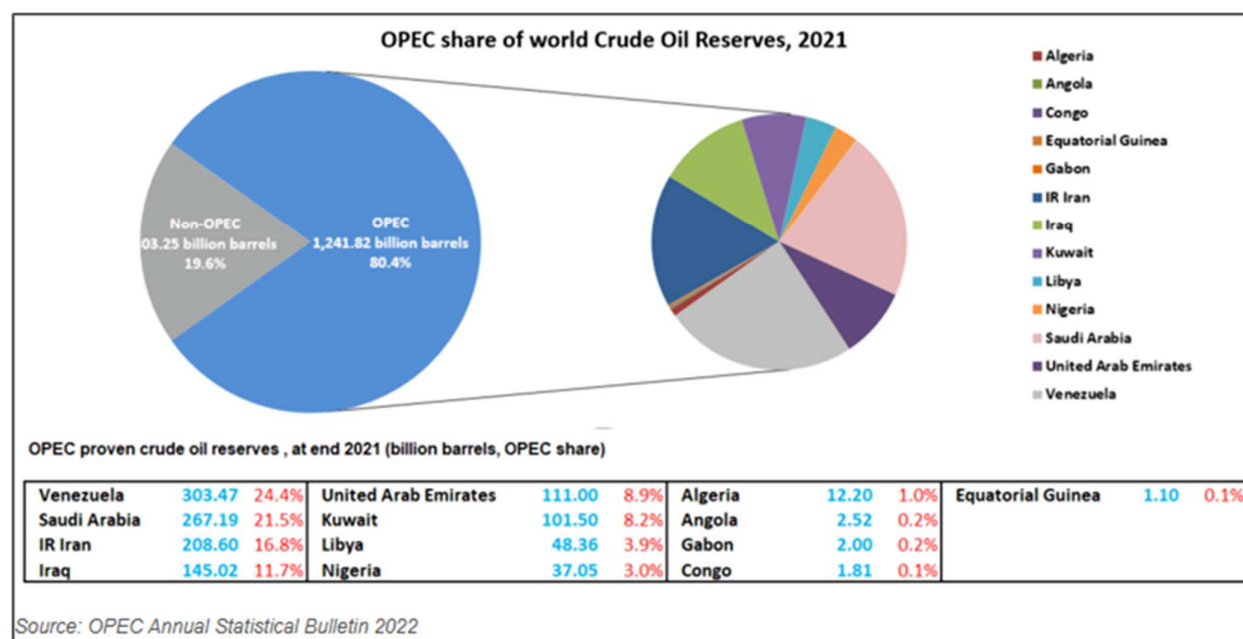 OPEC share of world Crude Oil Reserves, 2021
Non-OPEC
03.25 billion barrels
19.6%
OPEC
1,241.82 billion barrels
80.4%
Algeria
Angola
Congo
Equatorial Guinea
Gabon
IR Iran
Iraq
Kuwait
Libya
Nigeria
Saudi Arabia
United Arab Emirates
Venezuela
OPEC proven crude oil reserves , at end 2021 (billion barrels, OPEC share)
Venezuela 303.47 24.4% United Arab Emirates 111.00 8.9% Algeria 12.20 1.0% Equatorial Guinea 1.10 0.1%
Saudi Arabia 267.19 21.5% Kuwait 101.50 8.2% Angola 2.52 0.2%
IR Iran 208.60 16.8% Libya 48.36 3.9% Gabon 2.00 0.2%
Iraq 145.02 11.7% Nigeria 37.05 3.0% Congo 1.81 0.1%
Source: OPEC Annual Statistical Bulletin 2022